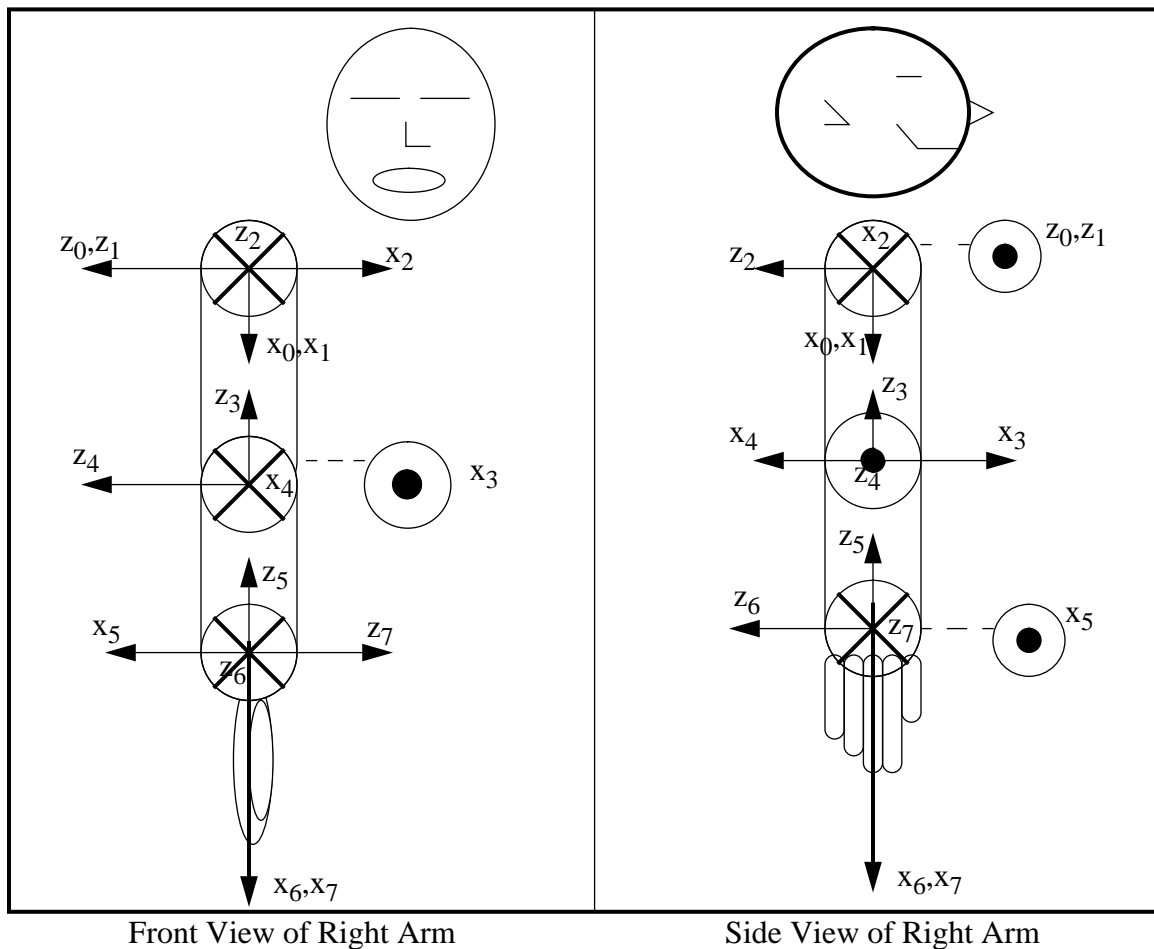 z0,z1
z2
x2
x0,x1
z3
z4
x4
x3
z5
x5
z7
z6
x6,x7
Front View of Right Arm
x2
z0,z1
z2
x0,x1
z3
x4
x3
z4
z5
z6
z7
x5
x6,x7
Side View of Right Arm